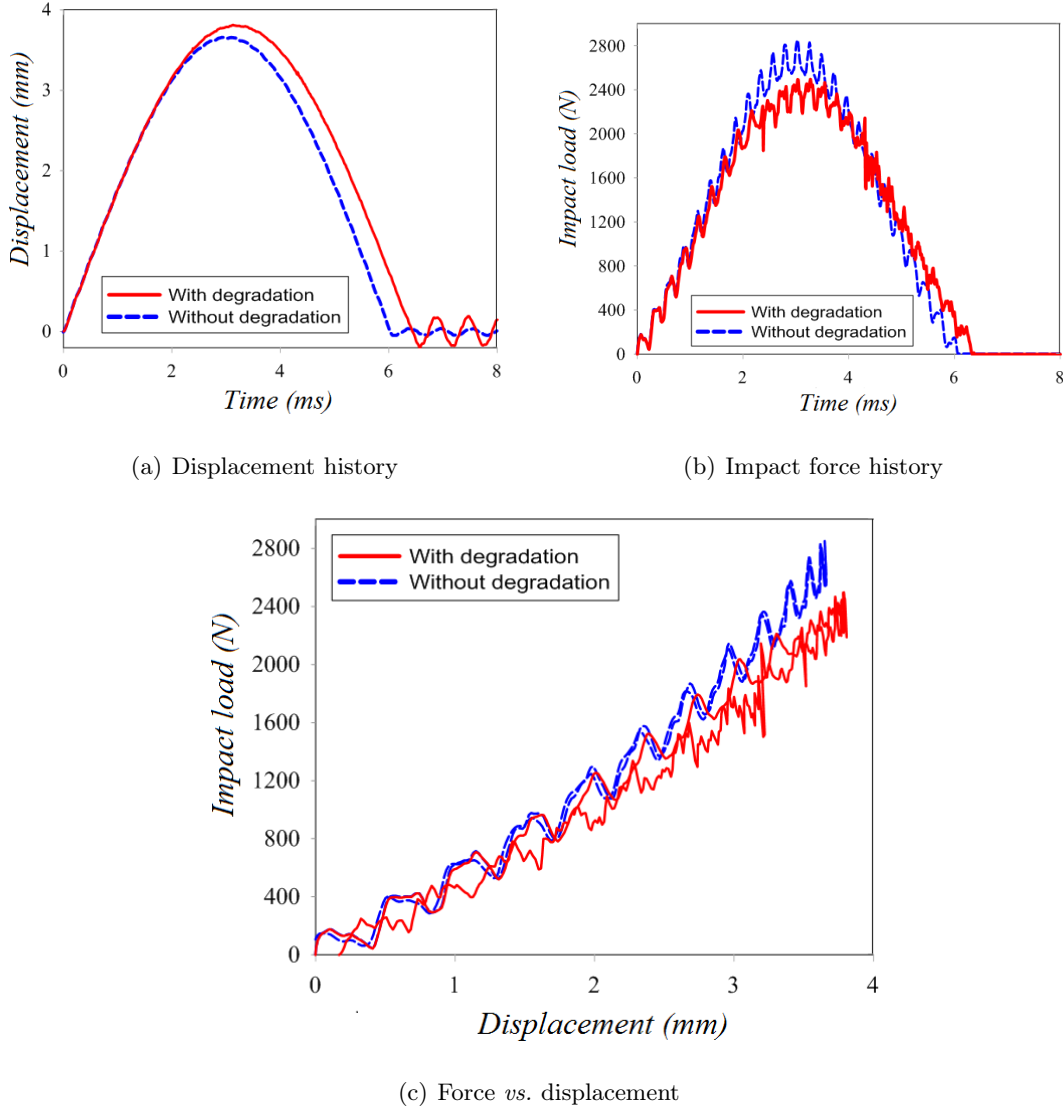 4
3
2
1
0
Displacement (mm)
With degradation
Without degradation
0
2
4
6
8
Time (ms)
(a) Displacement history
2800
2400
2000
1600
1200
800
400
0
Impact load (N)
With degradation
Without degradation
0
2
4
6
8
Time (ms)
(b) Impact force history
2800
2400
2000
1600
1200
800
400
0
Impact load (N)
With degradation
Without degradation
0
1
2
3
4
Displacement (mm)
(c) Force vs. displacement